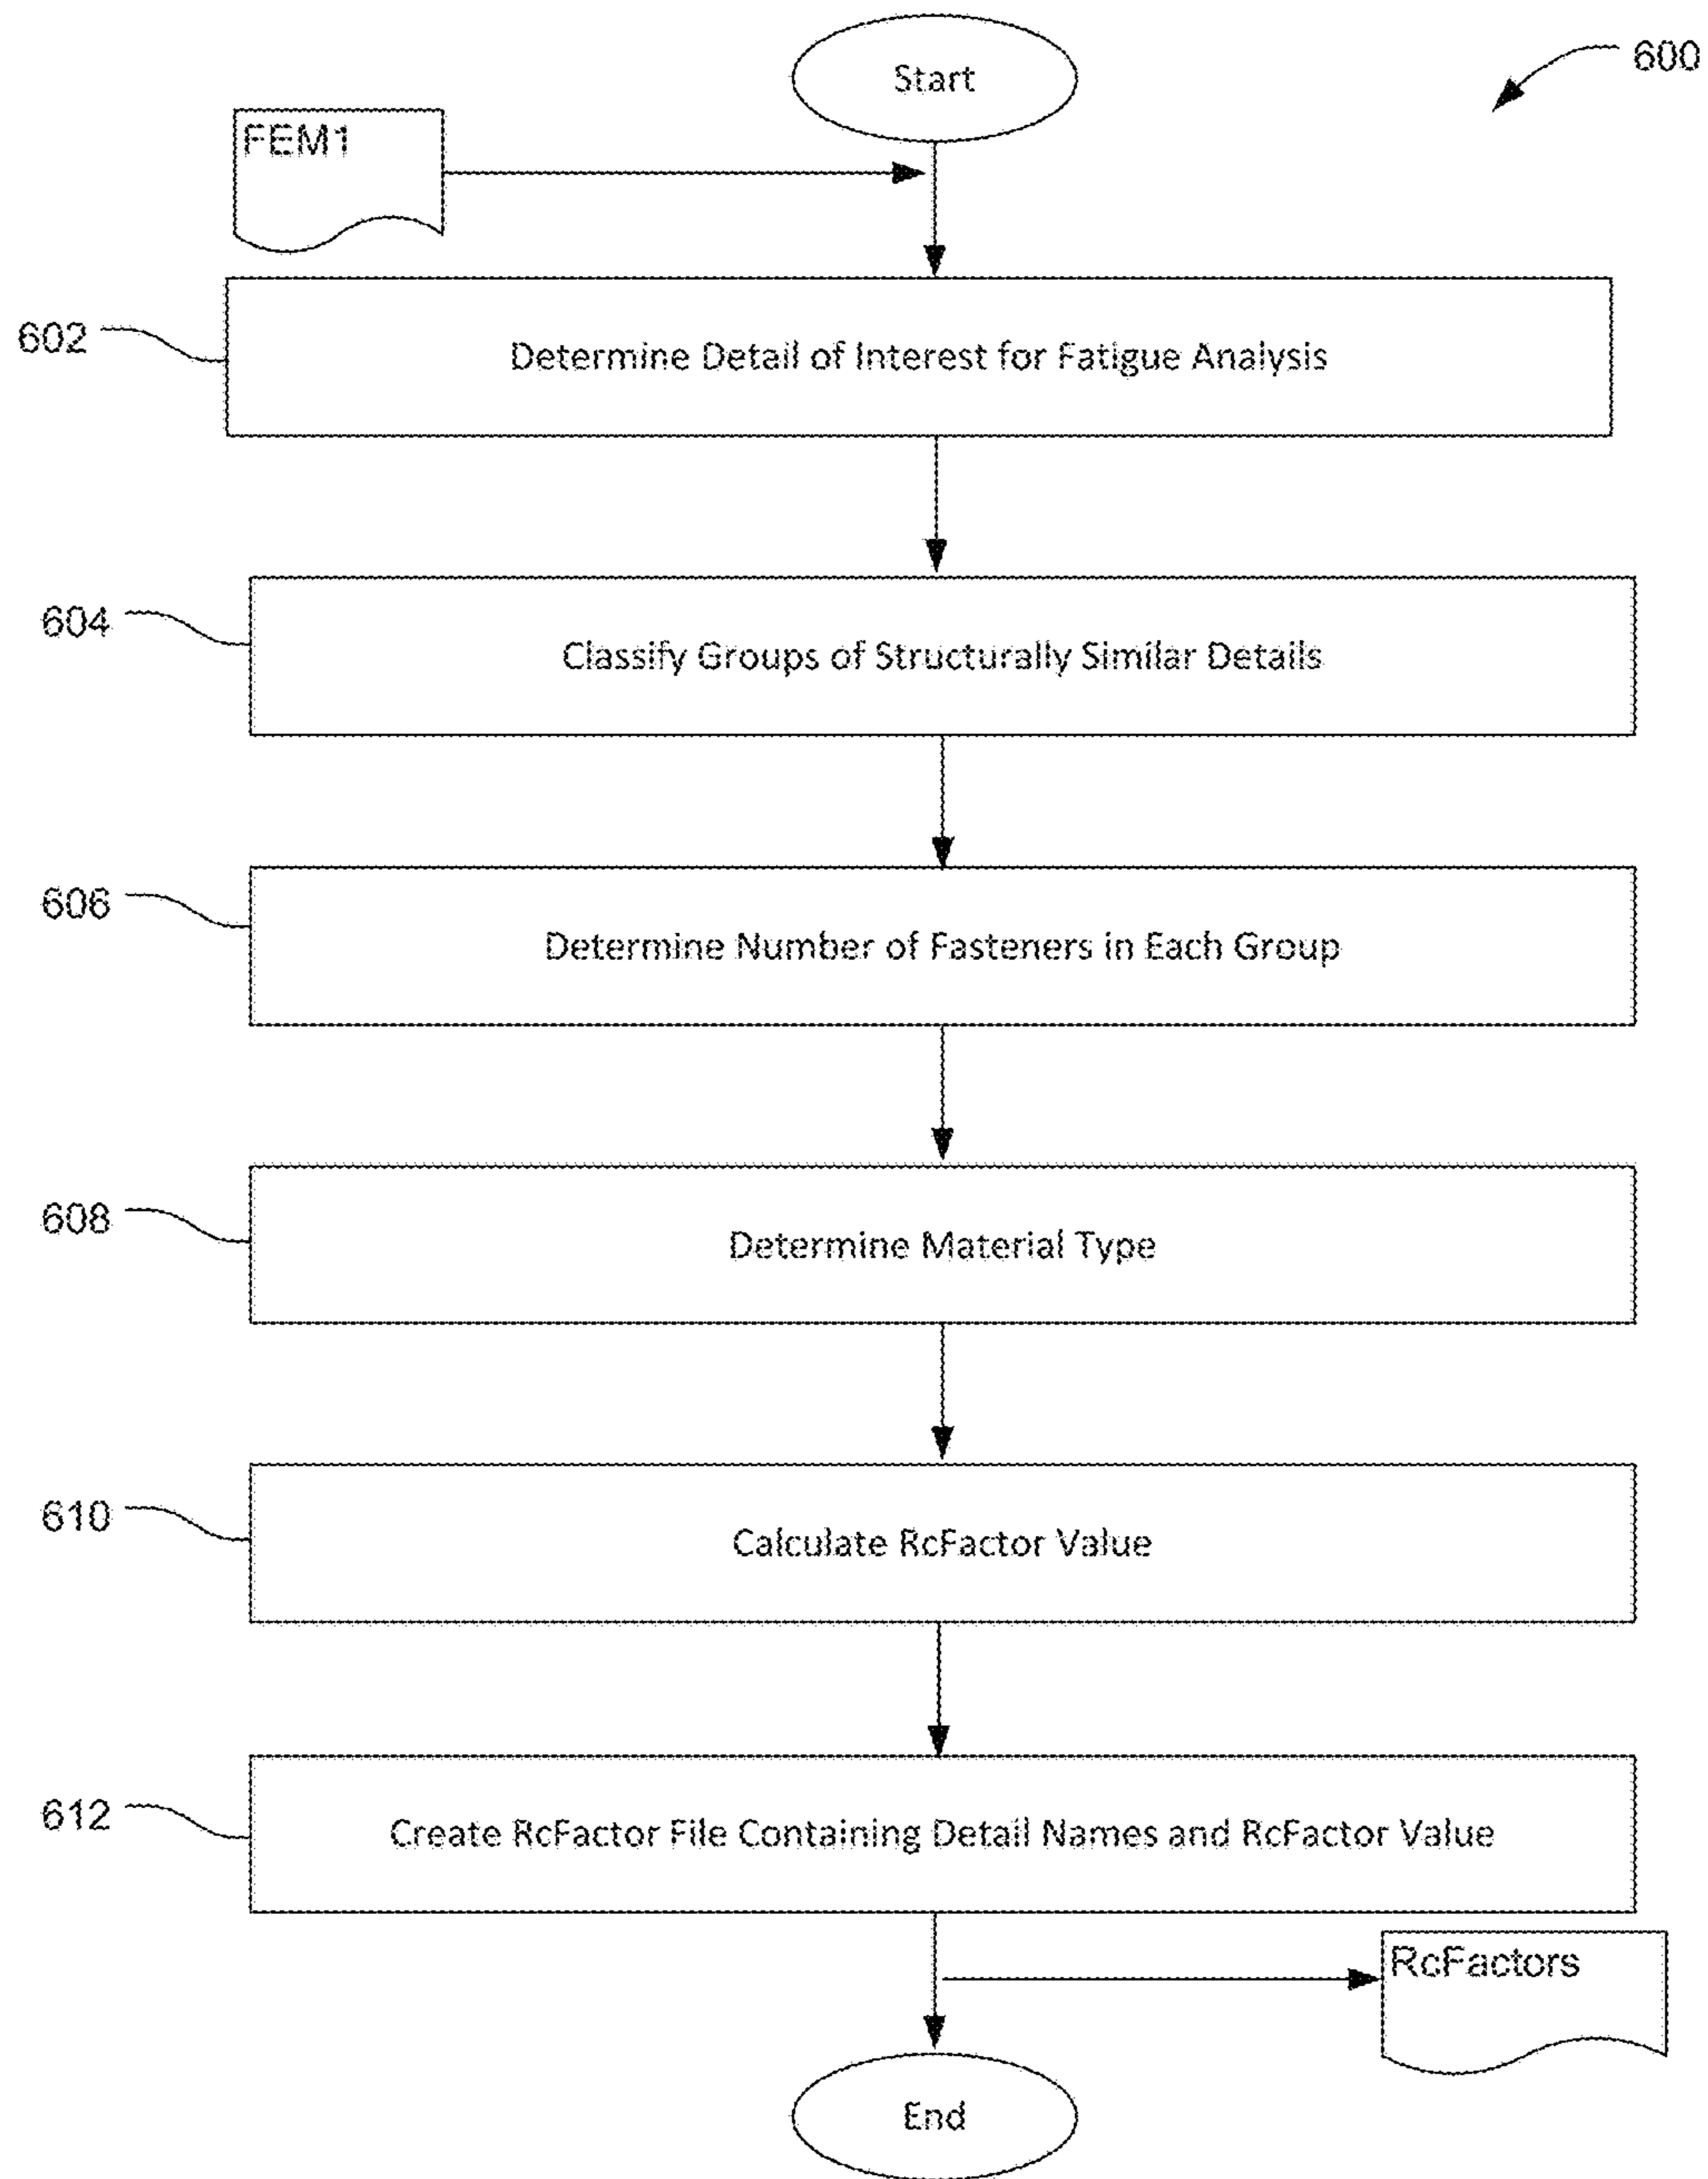 Start
600
FEM1
602
Determine Detail of Interest for Fatigue Analysis
604
Classify Groups of Structurally Similar Details
606
Determine Number of Fasteners in Each Group
608
Determine Material Type
610
Calculate RcFactor Value
612
Create RcFactor File Containing Detail Names and RcFactor Value
RcFactors
End